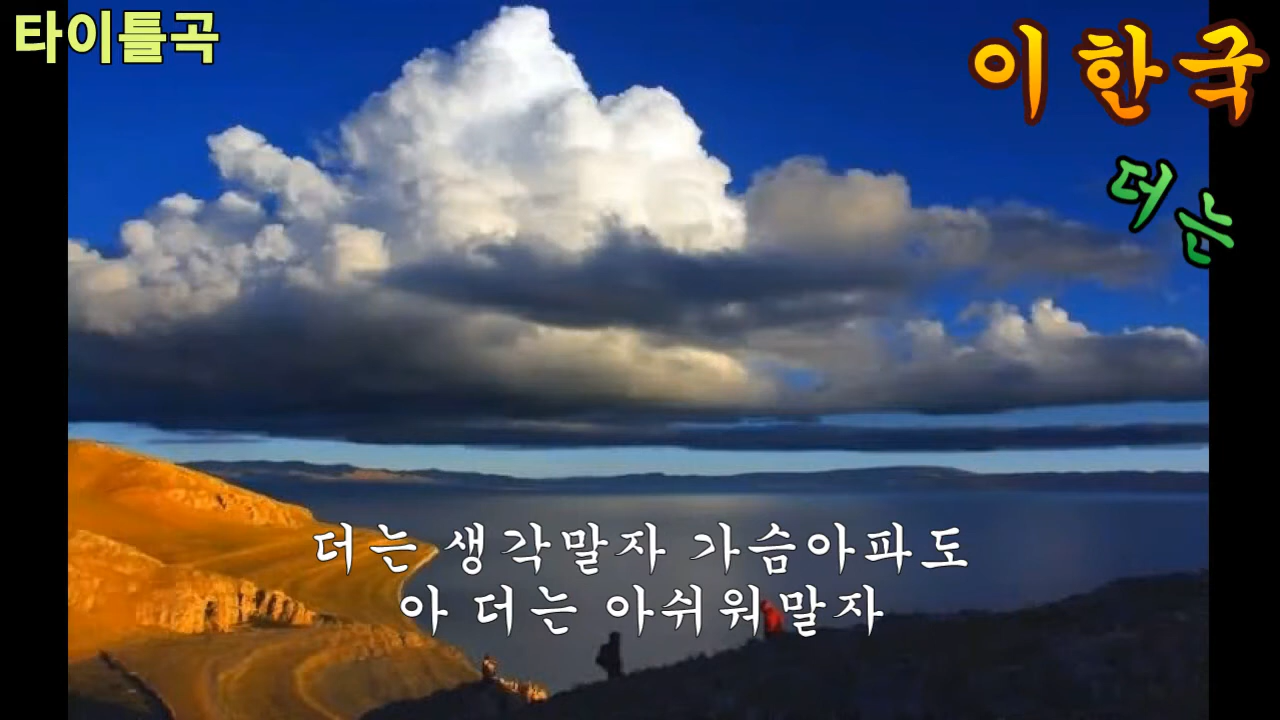 타이틀곡
이한국
더는
더는 생각말자 가슴아파도
아 더는 아쉬워말자